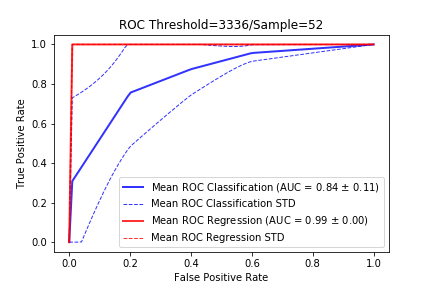 ROC Threshold=3336/Sample=52
True Positive Rate
1.0
0.8
0.6
0.4
0.2
0.0
Mean ROC Classification (AUC = 0.84 ± 0.11)
Mean ROC Classification STD
Mean ROC Regression (AUC = 0.99 ± 0.00)
Mean ROC Regression STD
0.0 0.2 0.4 0.6 0.8 1.0
False Positive Rate